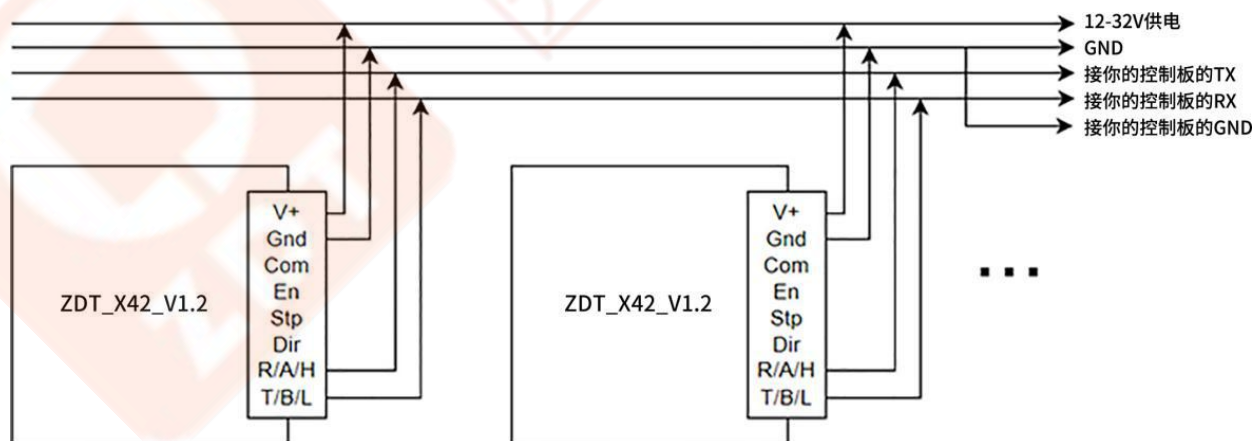 12-32V供电
GND
接你的控制板的TX
接你的控制板的RX
接你的控制板的GND
ZDT_X42_V1.2
V+
Gnd
Com
En
Stp
Dir
R/A/H
T/B/L
ZDT_X42_V1.2
V+
Gnd
Com
En
Stp
Dir
R/A/H
T/B/L
...